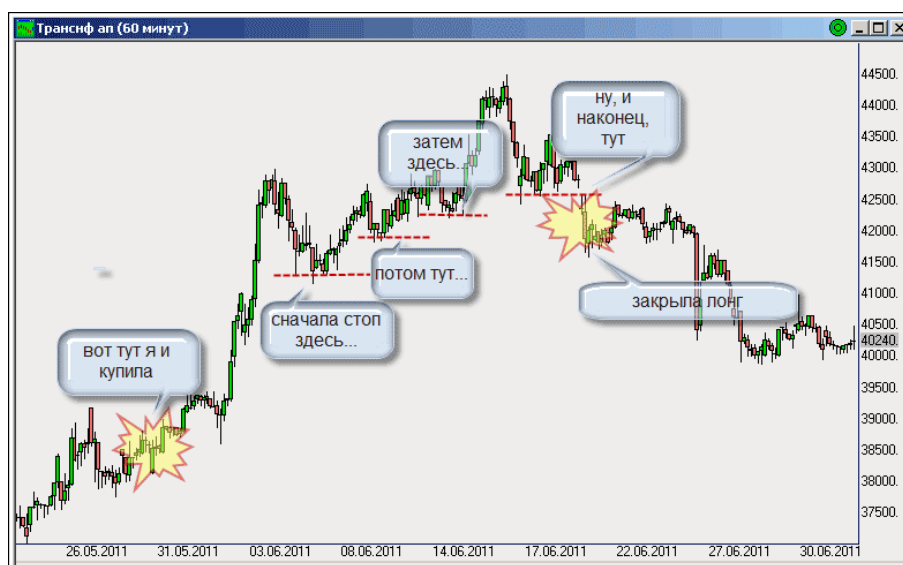 Транснф ап (60 минут)
44500.
ну, и
наконец,
тут
44000.
затем
здесь...
43500.
43000.
42500.
42000.
потом тут...
41500.
закрыла лонг
41000.
сначала стоп
здесь...
40500.
вот тут я и
купила
40240.
40000.
39500.
39000.
38500.
38000.
37500.
26.05.2011 31.05.2011 03.06.2011 08.06.2011 14.06.2011 17.06.2011 22.06.2011 27.06.2011 30.06.2011